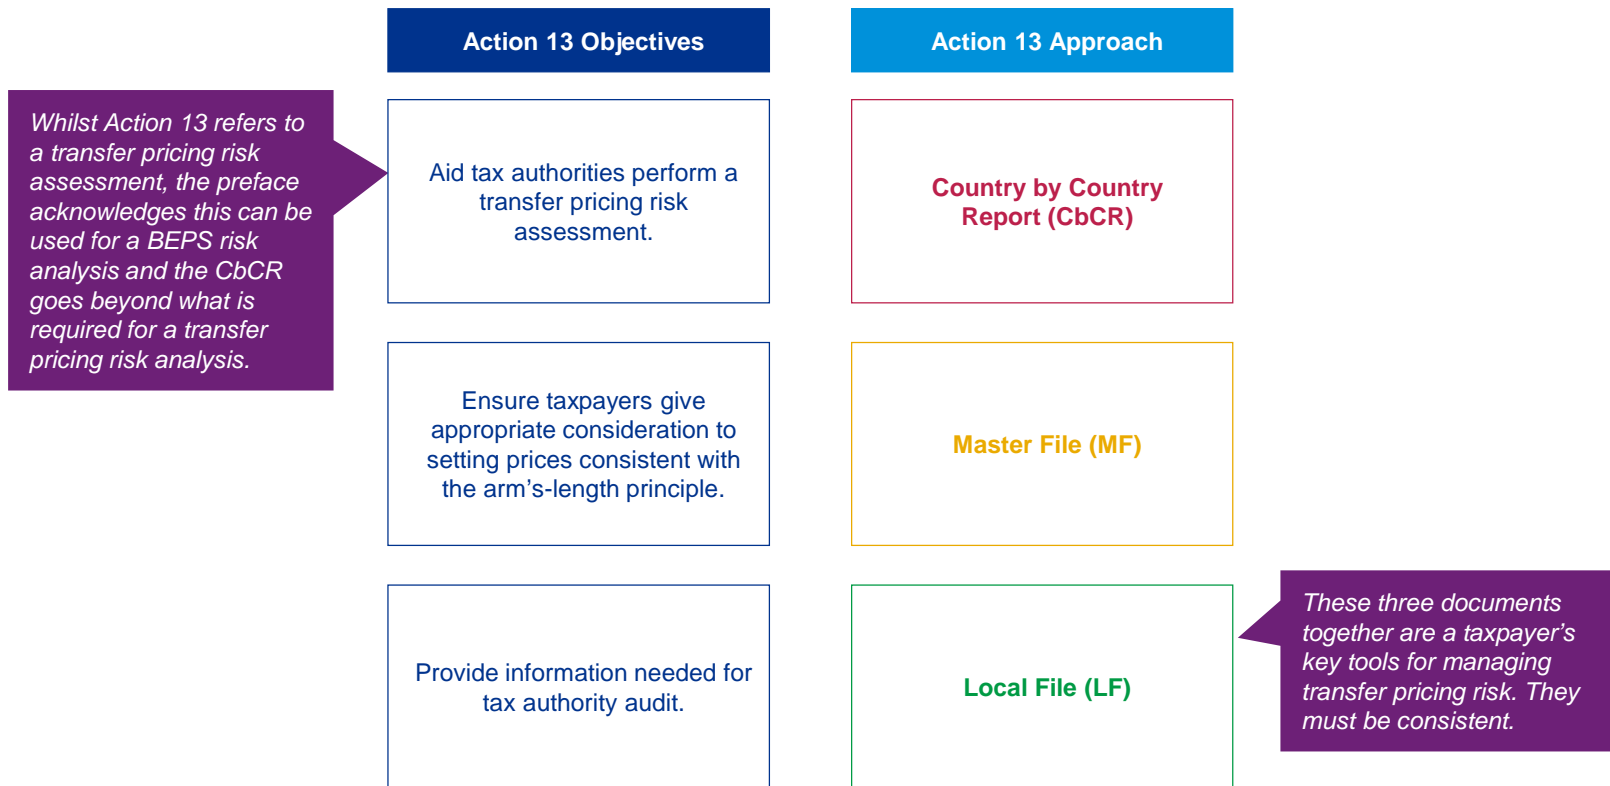 Action 13 Objectives
Action 13 Approach
Whilst Action 13 refers to
a transfer pricing risk
assessment, the preface
acknowledges this can be
used for a BEPS risk
analysis and the CbCR
goes beyond what is
required for a transfer
pricing risk analysis.
Aid tax authorities perform a
transfer pricing risk
assessment.
Country by Country
Report (CbCR)
Ensure taxpayers give
appropriate consideration to
setting prices consistent with
the arm’s-length principle.
Master File (MF)
Provide information needed for
tax authority audit.
Local File (LF)
These three documents
together are a taxpayer’s
key tools for managing
transfer pricing risk. They
must be consistent.